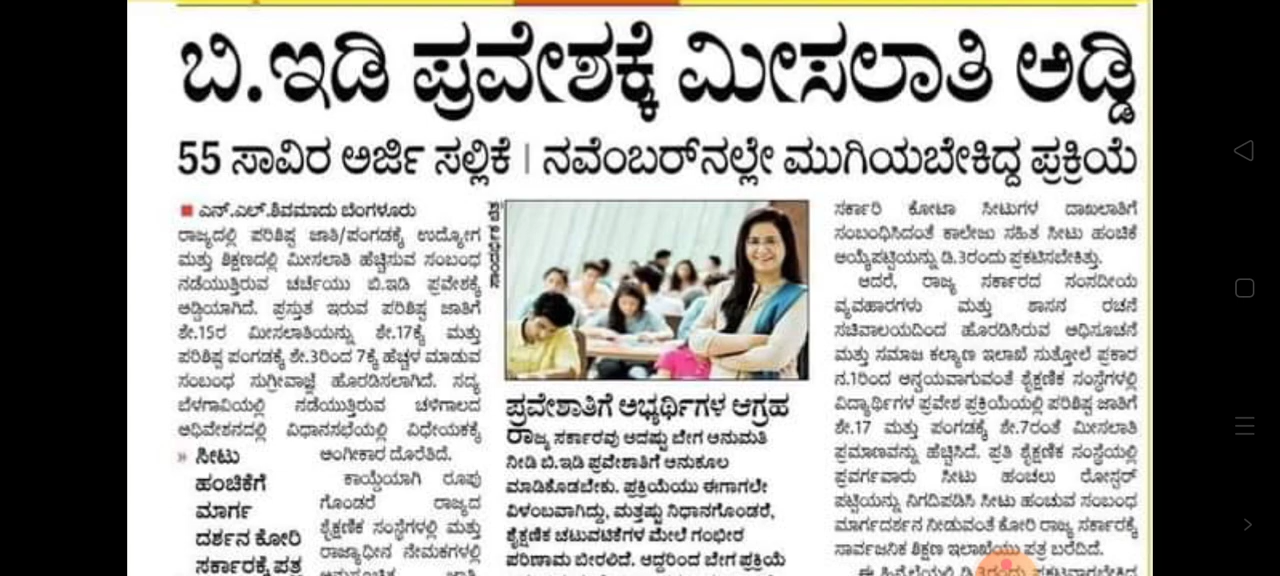 ಬಿ.ಇಡಿ ಪ್ರವೇಶಕ್ಕೆ ಮೀಸಲಾತಿ ಅಡ್ಡಿ
55 ಸಾವಿರ ಅರ್ಜಿ ಸಲ್ಲಿಕೆ | ನವೆಂಬರ್‌ನಲ್ಲೇ ಮುಗಿಯಬೇಕಿದ್ದ ಪ್ರಕ್ರಿಯೆ
■ ಎನ್.ಎಲ್.ಶಿವಮಾದು ಬೆಂಗಳೂರು
ರಾಜ್ಯದಲ್ಲಿ ಪರಿಶಿಷ್ಟ ಜಾತಿ/ಪಂಗಡಕ್ಕೆ ಉದ್ಯೋಗ
ಮತ್ತು ಶಿಕ್ಷಣದಲ್ಲಿ ಮೀಸಲಾತಿ ಹೆಚ್ಚಿಸುವ ಸಂಬಂಧ
ನಡೆಯುತ್ತಿರುವ ಚರ್ಚೆಯು ಬಿ.ಇಡಿ ಪ್ರವೇಶಕ್ಕೆ
ಅಡ್ಡಿಯಾಗಿದೆ. ಪ್ರಸ್ತುತ ಇರುವ ಪರಿಶಿಷ್ಟ ಜಾತಿಗೆ
ಶೇ.15ರ ಮೀಸಲಾತಿಯನ್ನು ಶೇ.17ಕ್ಕೆ ಮತ್ತು
ಪರಿಶಿಷ್ಟ ಪಂಗಡಕ್ಕೆ ಶೇ.3ರಿಂದ 7ಕ್ಕೆ ಹೆಚ್ಚಳ ಮಾಡುವ
ಸಂಬಂಧ ಸುಗ್ರೀವಾಜ್ಞೆ ಹೊರಡಿಸಲಾಗಿದೆ. ಸದ್ಯ
ಬೆಳಗಾವಿಯಲ್ಲಿ ನಡೆಯುತ್ತಿರುವ ಚಳಿಗಾಲದ
ಅಧಿವೇಶನದಲ್ಲಿ ವಿಧಾನಸಭೆಯಲ್ಲಿ ವಿಧೇಯಕಕ್ಕೆ
ಅಂಗೀಕಾರ ದೊರೆತಿದೆ.
ಕಾಯ್ದೆಯಾಗಿ ರೂಪು
ಗೊಂಡರೆ ರಾಜ್ಯದ
ಶೈಕ್ಷಣಿಕ ಸಂಸ್ಥೆಗಳಲ್ಲಿ ಮತ್ತು
ರಾಜ್ಯಾಧೀನ ನೇಮಕಗಳಲ್ಲಿ
» ಸೀಟು
ಹಂಚಿಕೆಗೆ
ಮಾರ್ಗ
ದರ್ಶನ ಕೋರಿ
ಸರ್ಕಾರಕ್ಕೆ ಪತ್ರ
ಸಾಂದರ್ಭಿಕ ಚಿತ್ರ
ಪ್ರವೇಶಾತಿಗೆ ಅಭ್ಯರ್ಥಿಗಳ ಆಗ್ರಹ
ರಾಜ್ಯ ಸರ್ಕಾರವು ಆದಷ್ಟು ಬೇಗ ಅನುಮತಿ
ನೀಡಿ ಬಿ.ಇಡಿ ಪ್ರವೇಶಾತಿಗೆ ಅನುಕೂಲ
ಮಾಡಿಕೊಡಬೇಕು. ಪ್ರಕ್ರಿಯೆಯು ಈಗಾಗಲೇ
ವಿಳಂಬವಾಗಿದ್ದು, ಮತ್ತಷ್ಟು ನಿಧಾನಗೊಂಡರೆ,
ಶೈಕ್ಷಣಿಕ ಚಟುವಟಿಕೆಗಳ ಮೇಲೆ ಗಂಭೀರ
ಪರಿಣಾಮ ಬೀರಲಿದೆ. ಆದ್ದರಿಂದ ಬೇಗ ಪ್ರಕ್ರಿಯೆ
ಸರ್ಕಾರಿ ಕೋಟಾ ಸೀಟುಗಳ ದಾಖಲಾತಿಗೆ
ಸಂಬಂಧಿಸಿದಂತೆ ಕಾಲೇಜು ಸಹಿತ ಸೀಟು ಹಂಚಿಕೆ
ಆಯ್ಕೆಪಟ್ಟಿಯನ್ನು ಡಿ.3ರಂದು ಪ್ರಕಟಿಸಬೇಕಿತ್ತು.
ಆದರೆ, ರಾಜ್ಯ ಸರ್ಕಾರದ ಸಂಸದೀಯ
ವ್ಯವಹಾರಗಳು ಮತ್ತು ಶಾಸನ ರಚನೆ
ಸಚಿವಾಲಯದಿಂದ ಹೊರಡಿಸಿರುವ ಅಧಿಸೂಚನೆ
ಮತ್ತು ಸಮಾಜ ಕಲ್ಯಾಣ ಇಲಾಖೆ ಸುತ್ತೋಲೆ ಪ್ರಕಾರ
ನ.1ರಿಂದ ಅನ್ವಯವಾಗುವಂತೆ ಶೈಕ್ಷಣಿಕ ಸಂಸ್ಥೆಗಳಲ್ಲಿ
ವಿದ್ಯಾರ್ಥಿಗಳ ಪ್ರವೇಶ ಪ್ರಕ್ರಿಯೆಯಲ್ಲಿ ಪರಿಶಿಷ್ಟ ಜಾತಿಗೆ
ಶೇ.17 ಮತ್ತು ಪಂಗಡಕ್ಕೆ ಶೇ.7ರಂತೆ ಮೀಸಲಾತಿ
ಪ್ರಮಾಣವನ್ನು ಹೆಚ್ಚಿಸಿದೆ. ಪ್ರತಿ ಶೈಕ್ಷಣಿಕ ಸಂಸ್ಥೆಯಲ್ಲಿ
ಪ್ರವರ್ಗವಾರು ಸೀಟು ಹಂಚಲು ರೋಸ್ಟರ್
ಪಟ್ಟಿಯನ್ನು ನಿಗದಿಪಡಿಸಿ ಸೀಟು ಹಂಚುವ ಸಂಬಂಧ
ಮಾರ್ಗದರ್ಶನ ನೀಡುವಂತೆ ಕೋರಿ ರಾಜ್ಯ ಸರ್ಕಾರಕ್ಕೆ
ಸಾರ್ವಜನಿಕ ಶಿಕ್ಷಣ ಇಲಾಖೆಯು ಪತ್ರ ಬರೆದಿದೆ.
ಈ ಹಿನ್ನೆಲೆಯಲ್ಲಿ ಡಿ.3ರಂದು